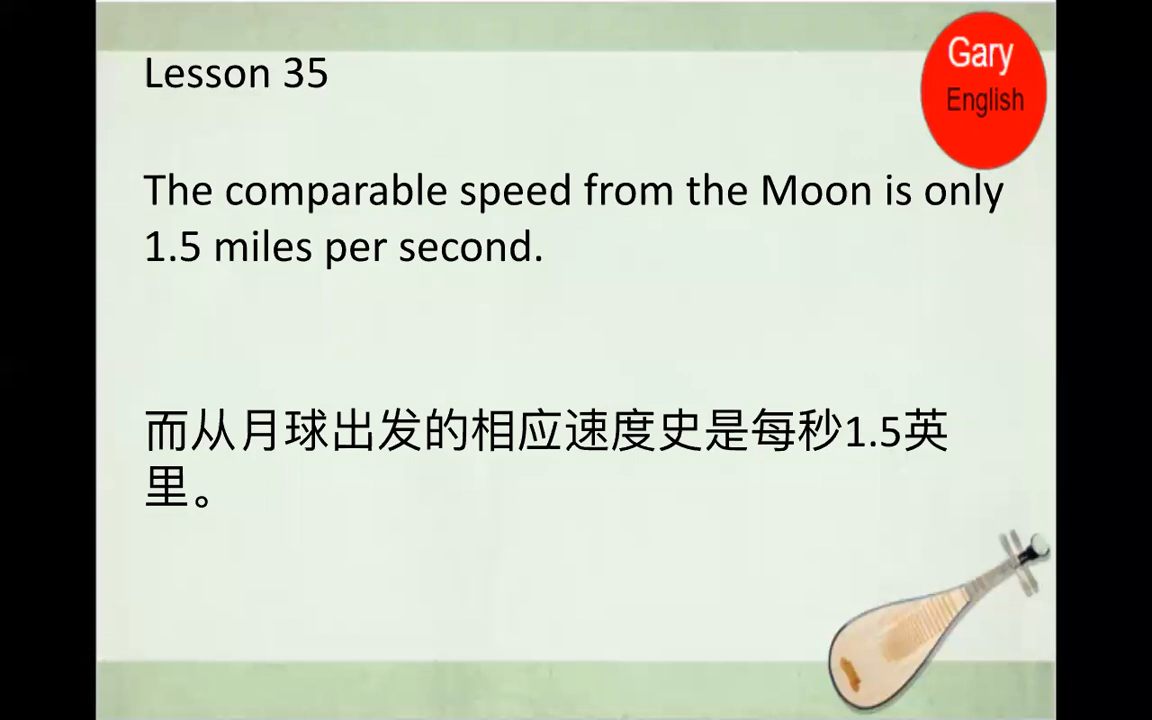 Lesson 35
Gary
English
The comparable speed from the Moon is only
1.5 miles per second.
而从月球出发的相应速度史是每秒1.5英
里。